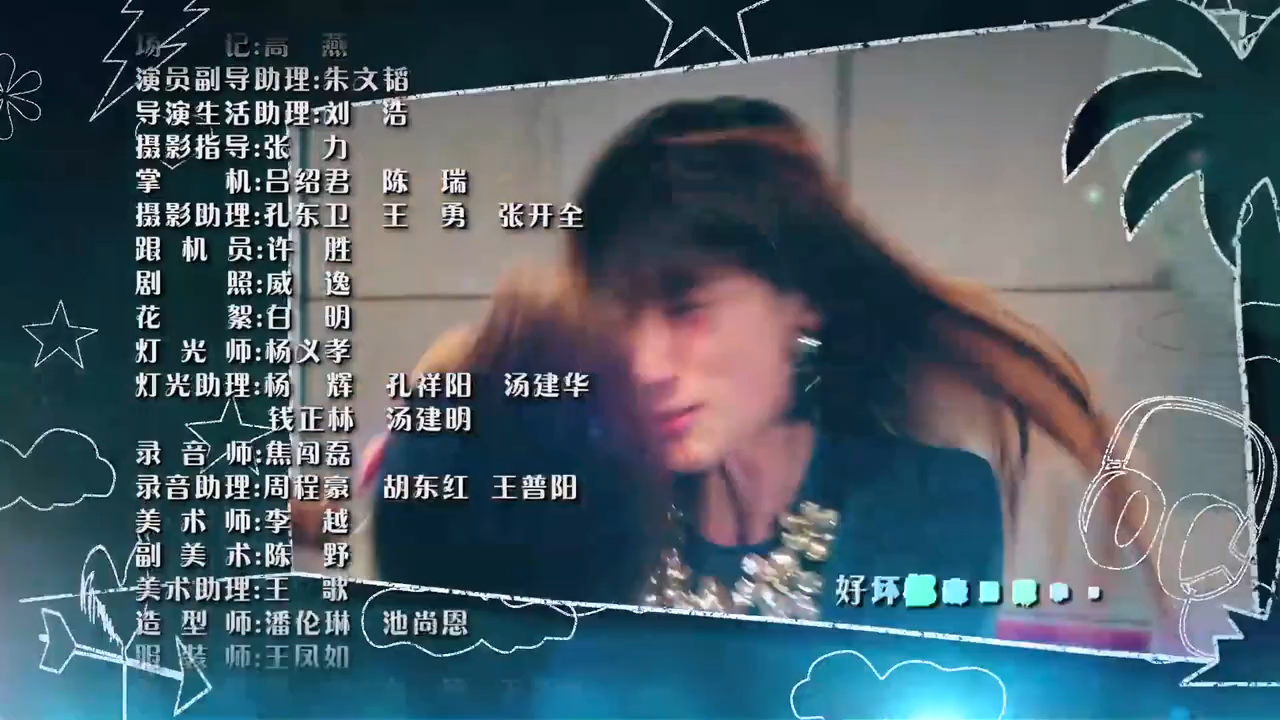 场 记:高 燕
演员副导助理:朱文韬
导演生活助理:刘 浩
摄影指导:张 力
掌 机:吕绍君 陈 瑞
摄影助理:孔东卫 王 勇 张开全
跟 机 员:许 胜
剧 照:威 逸
花 絮:白 明
灯 光 师:杨义孝
灯光助理:杨 辉 孔祥阳 汤建华
钱正林 汤建明
录 音 师:焦闯磊
录音助理:周程豪 胡东红 王普阳
美 术 师:李 越
副 美 术:陈 野
美术助理:王 歌
造 型 师:潘伦琳 池尚恩
服 装 师:王凤如
好坏都